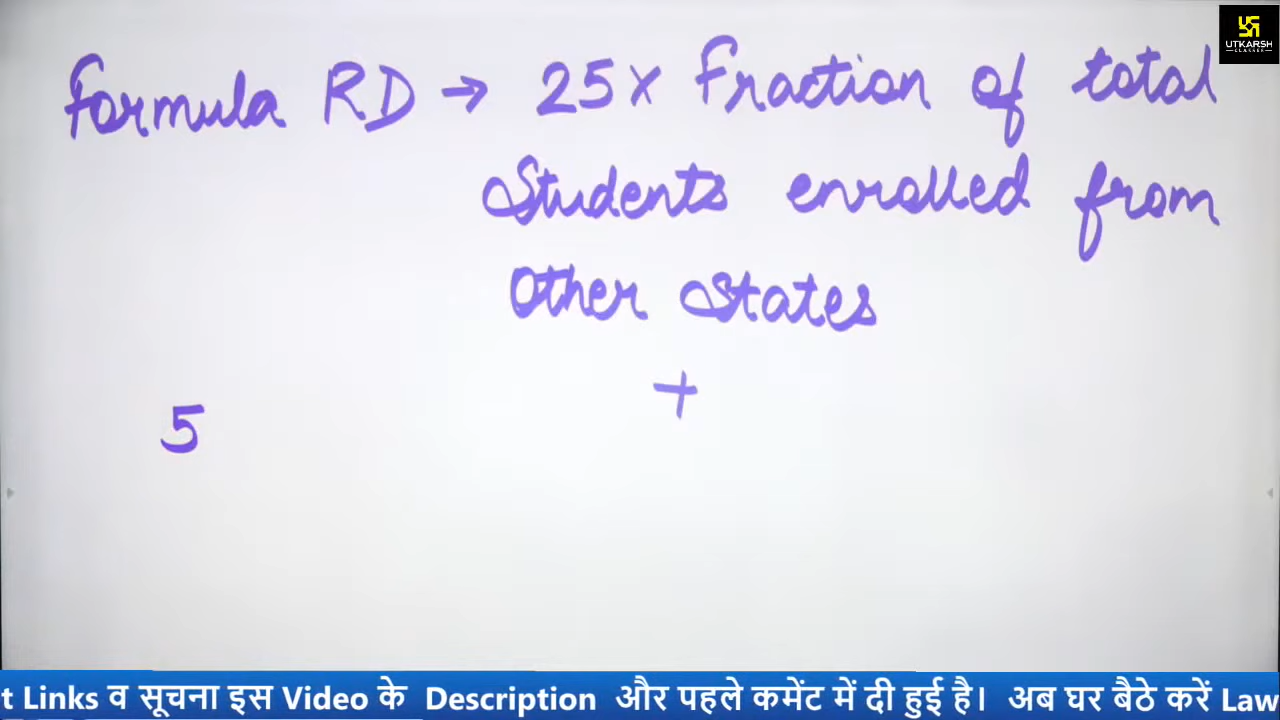 UTKARSH
CLASSES
Formula RD → 25 x Fraction of total
Students enrolled from
Other States
+
5
t Links व सूचना इस Video के Description और पहले कमेंट में दी हुई है। अब घर बैठे करें Law